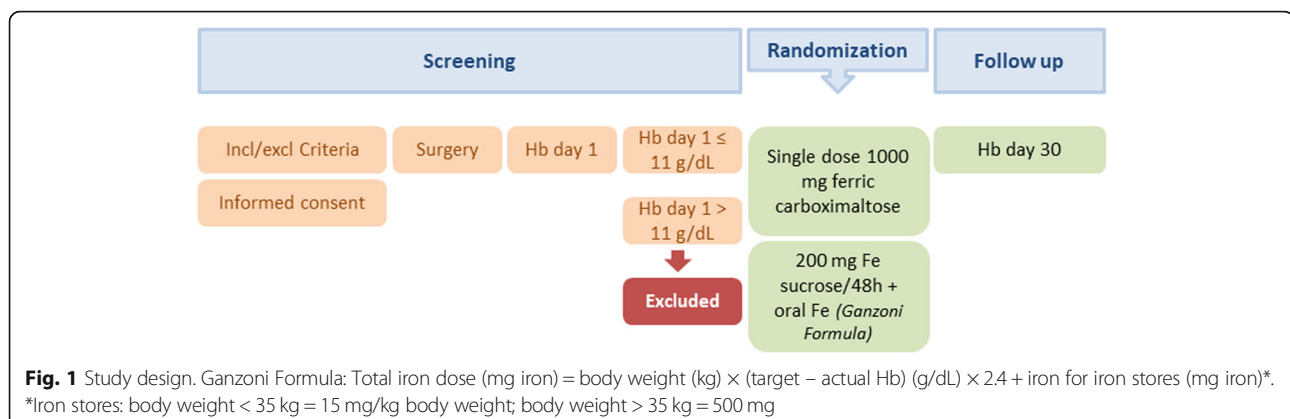 Screening
Randomization
Follow up
Incl/excl Criteria
Informed consent
Surgery
Hb day 1
Hb day 1 ≤
11 g/dL
Hb day 1 >
11 g/dL
Excluded
Single dose 1000
mg ferric
carboximaltose
200 mg Fe
sucrose/48h +
oral Fe (Ganzoni
Formula)
Hb day 30
Fig. 1 Study design. Ganzoni Formula: Total iron dose (mg iron) = body weight (kg) × (target – actual Hb) (g/dL) × 2.4 + iron for iron stores (mg iron)*.
*Iron stores: body weight < 35 kg = 15 mg/kg body weight; body weight > 35 kg = 500 mg